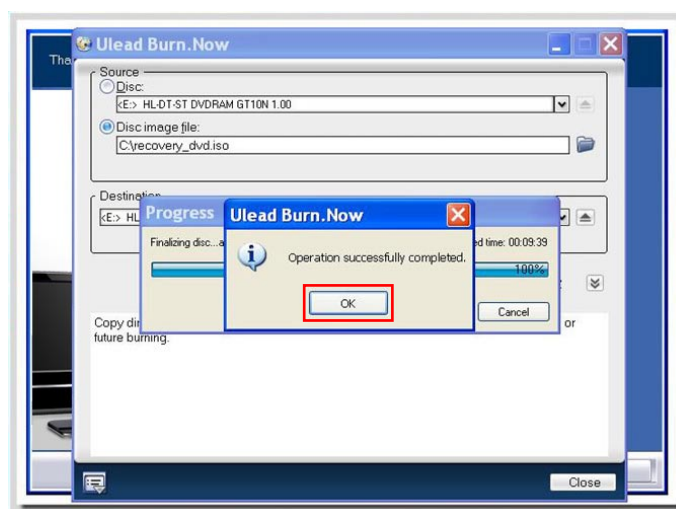 Ulead Burn.Now
Tha
Source
Disc:
<E:> HL-DT-ST DVDRAM GT10N 1.00
Disc image file:
C:\recovery_dvd.iso
Destination
<E:> HL
Progress
Ulead Burn.Now
Finalizing disc...a
Operation successfully completed.
ed time: 00:09:39
100%
OK
Cancel
Copy dir
or
future burning.
Close